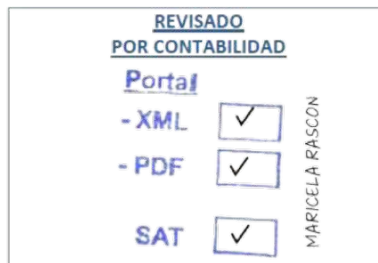 REVISADO
POR CONTABILIDAD
Portal
- XML ✓
- PDF ✓
SAT ✓
MARICELA RASCON